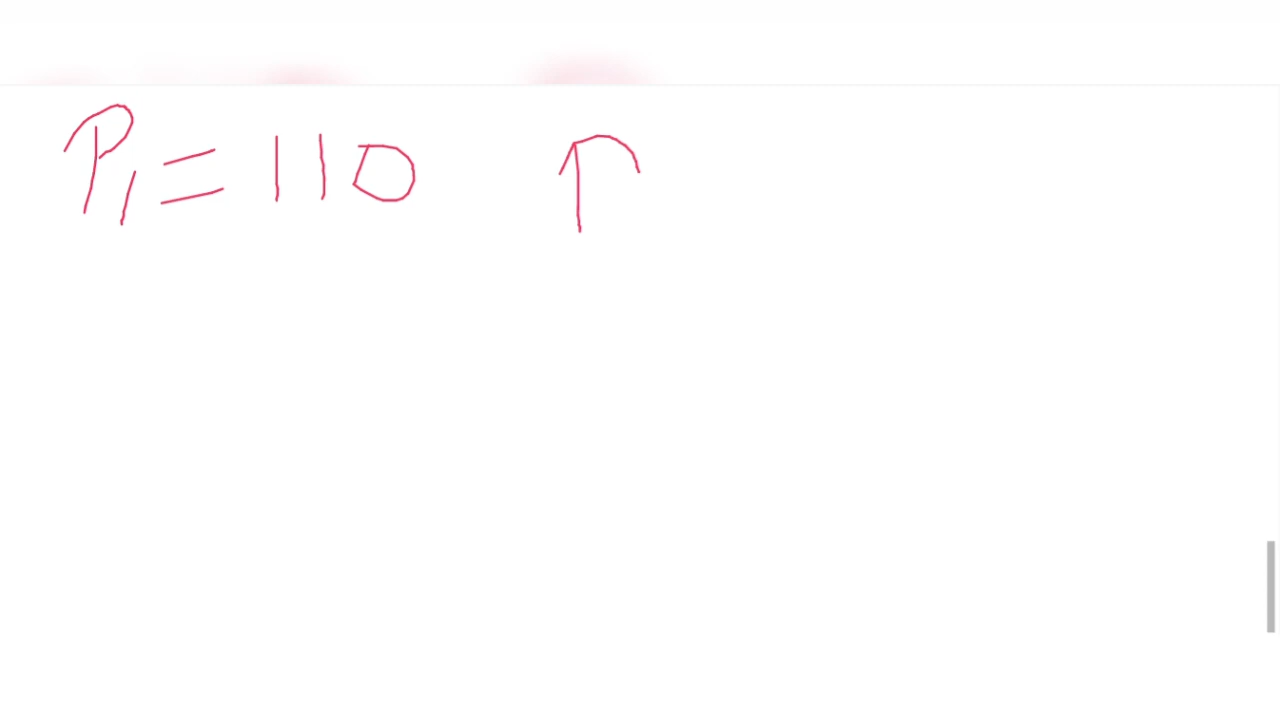 P₁ = 110